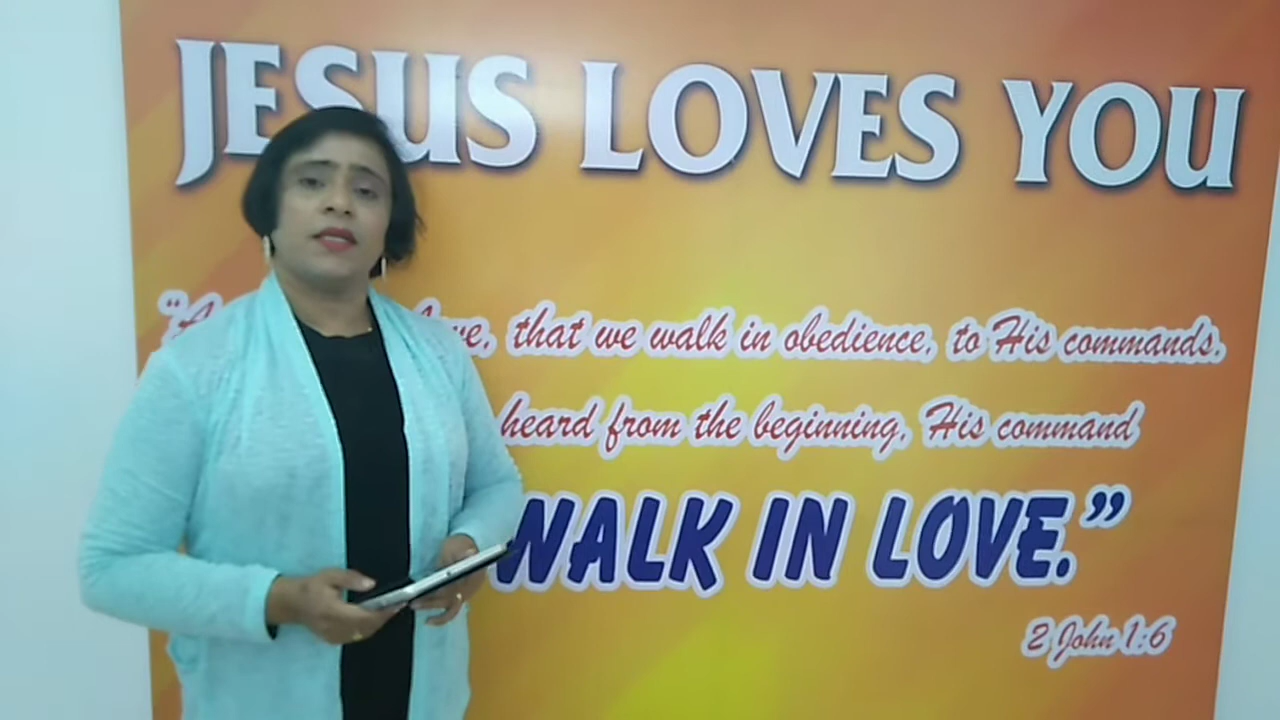 JESUS LOVES YOU
love, that we walk in obedience, to His commands.
heard from the beginning, His command
WALK IN LOVE."
2 John 1:6